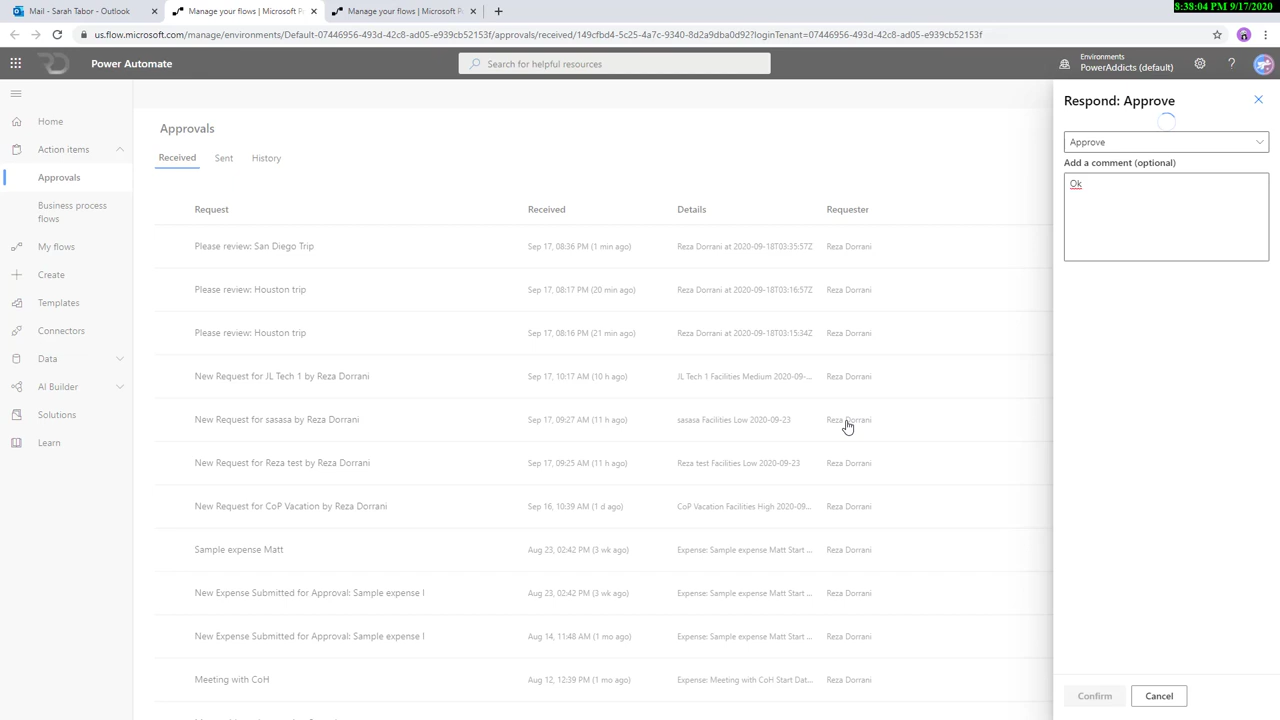 8:38:04 PM 9/17/2020
Mail - Sarah Tabor - Outlook
Manage your flows | Microsoft P
Manage your flows | Microsoft P
us.flow.microsoft.com/manage/environments/Default-07446956-493d-42c8-ad05-e939cb52153f/approvals/received/149cfbd4-5c25-4a7c-9340-8d2a9dba0d92?loginTenant=07446956-493d-42c8-ad05-e939cb52153f
Power Automate
Search for helpful resources
Environments
PowerAddicts (default)
Home
Action items
Approvals
Business process
flows
My flows
Create
Templates
Connectors
Data
AI Builder
Solutions
Learn
Approvals
Received Sent History
Request Received Details Requester
Please review: San Diego Trip Sep 17, 08:36 PM (1 min ago) Reza Dorrani at 2020-09-18T03:35:57Z Reza Dorrani
Please review: Houston trip Sep 17, 08:17 PM (20 min ago) Reza Dorrani at 2020-09-18T03:16:57Z Reza Dorrani
Please review: Houston trip Sep 17, 08:16 PM (21 min ago) Reza Dorrani at 2020-09-18T03:15:34Z Reza Dorrani
New Request for JL Tech 1 by Reza Dorrani Sep 17, 10:17 AM (10 h ago) JL Tech 1 Facilities Medium 2020-09-... Reza Dorrani
New Request for sasasa by Reza Dorrani Sep 17, 09:27 AM (11 h ago) sasasa Facilities Low 2020-09-23 Reza Dorrani
New Request for Reza test by Reza Dorrani Sep 17, 09:25 AM (11 h ago) Reza test Facilities Low 2020-09-23 Reza Dorrani
New Request for CoP Vacation by Reza Dorrani Sep 16, 10:39 AM (1 d ago) CoP Vacation Facilities High 2020-09... Reza Dorrani
Sample expense Matt Aug 23, 02:42 PM (3 wk ago) Expense: Sample expense Matt Start ... Reza Dorrani
New Expense Submitted for Approval: Sample expense I Aug 23, 02:42 PM (3 wk ago) Expense: Sample expense Matt Start ... Reza Dorrani
New Expense Submitted for Approval: Sample expense I Aug 14, 11:48 AM (1 mo ago) Expense: Sample expense Matt Start ... Reza Dorrani
Meeting with CoH Aug 12, 12:39 PM (1 mo ago) Expense: Meeting with CoH Start Dat... Reza Dorrani
Respond: Approve
Approve
Add a comment (optional)
Ok
Confirm Cancel